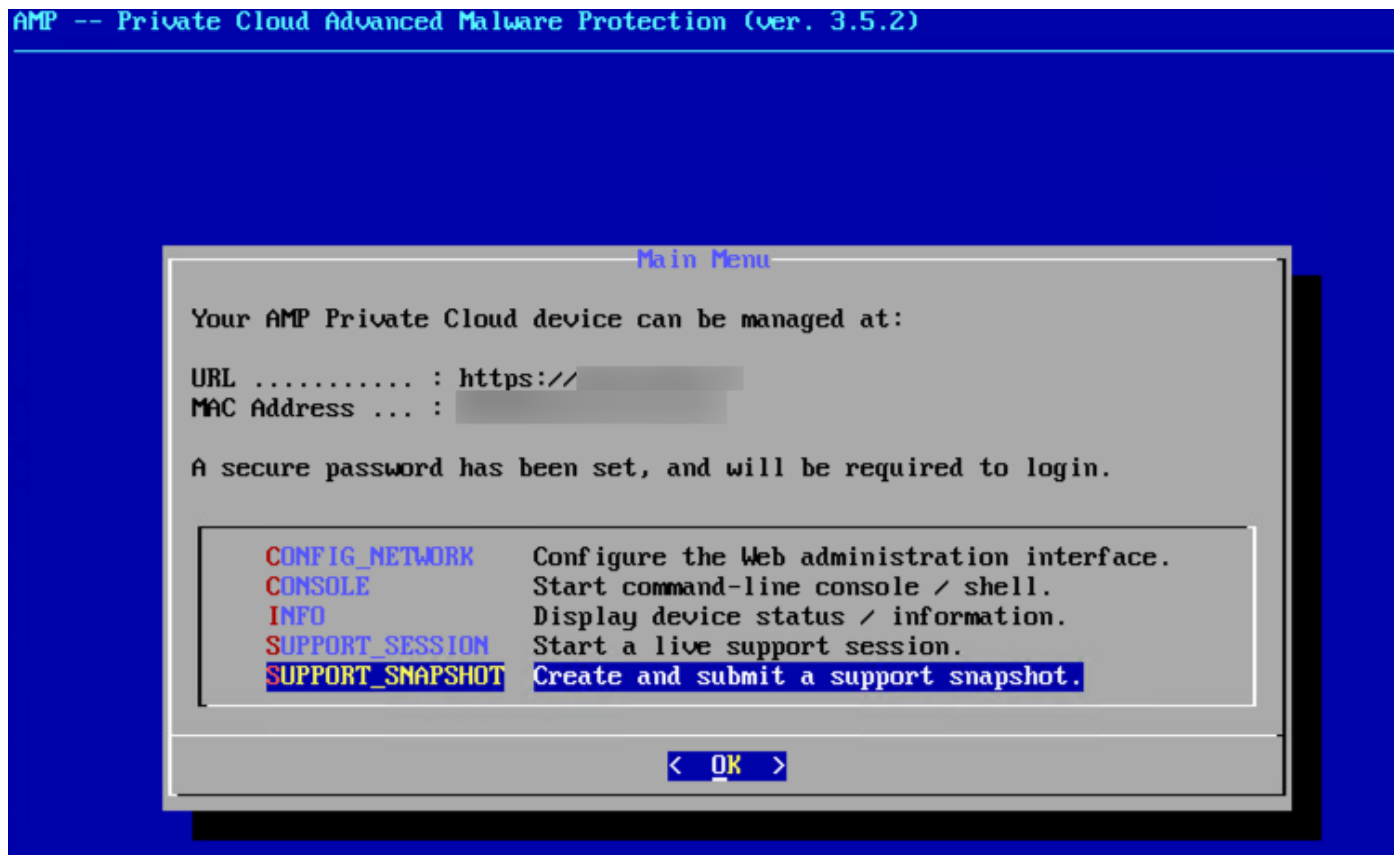 AMP -- Private Cloud Advanced Malware Protection (ver. 3.5.2)
Main Menu
Your AMP Private Cloud device can be managed at:
URL ........... : https://
MAC Address ... :
A secure password has been set, and will be required to login.
CONFIG_NETWORK Configure the Web administration interface.
CONSOLE Start command-line console / shell.
INFO Display device status / information.
SUPPORT_SESSION Start a live support session.
SUPPORT_SNAPSHOT Create and submit a support snapshot.
< OK >